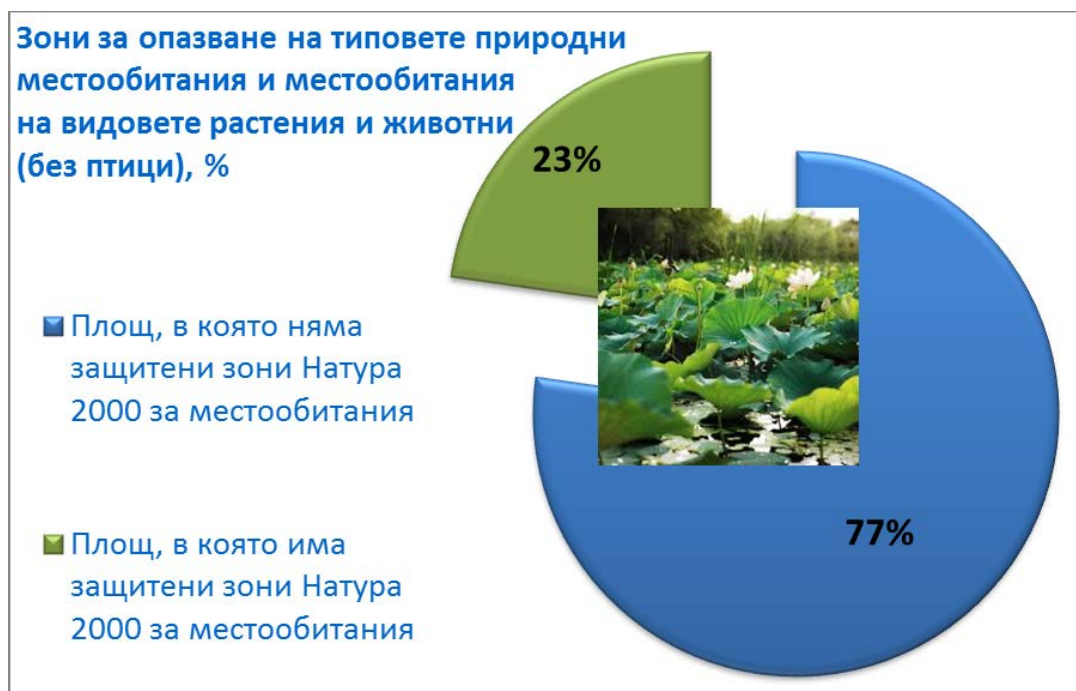 Зони за опазване на типовете природни
местообитания и местообитания
на видовете растения и животни
(без птици), %
23%
Площ, в която няма
защитени зони Натура
2000 за местообитания
77%
Площ, в която има
защитени зони Натура
2000 за местообитания